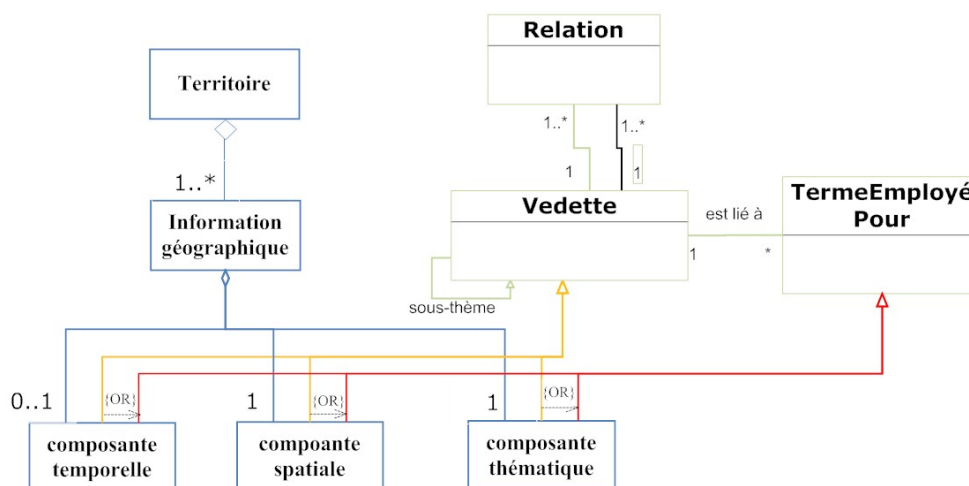 Relation
Territoire
1..*
1..*
1
1
1..*
Information
géographique
Vedette
est lié à
1
*
TermeEmployé
Pour
sous-thème
0..1
{OR}
1
{OR}
1
{OR}
composante
temporelle
compoante
spatiale
composante
thématique